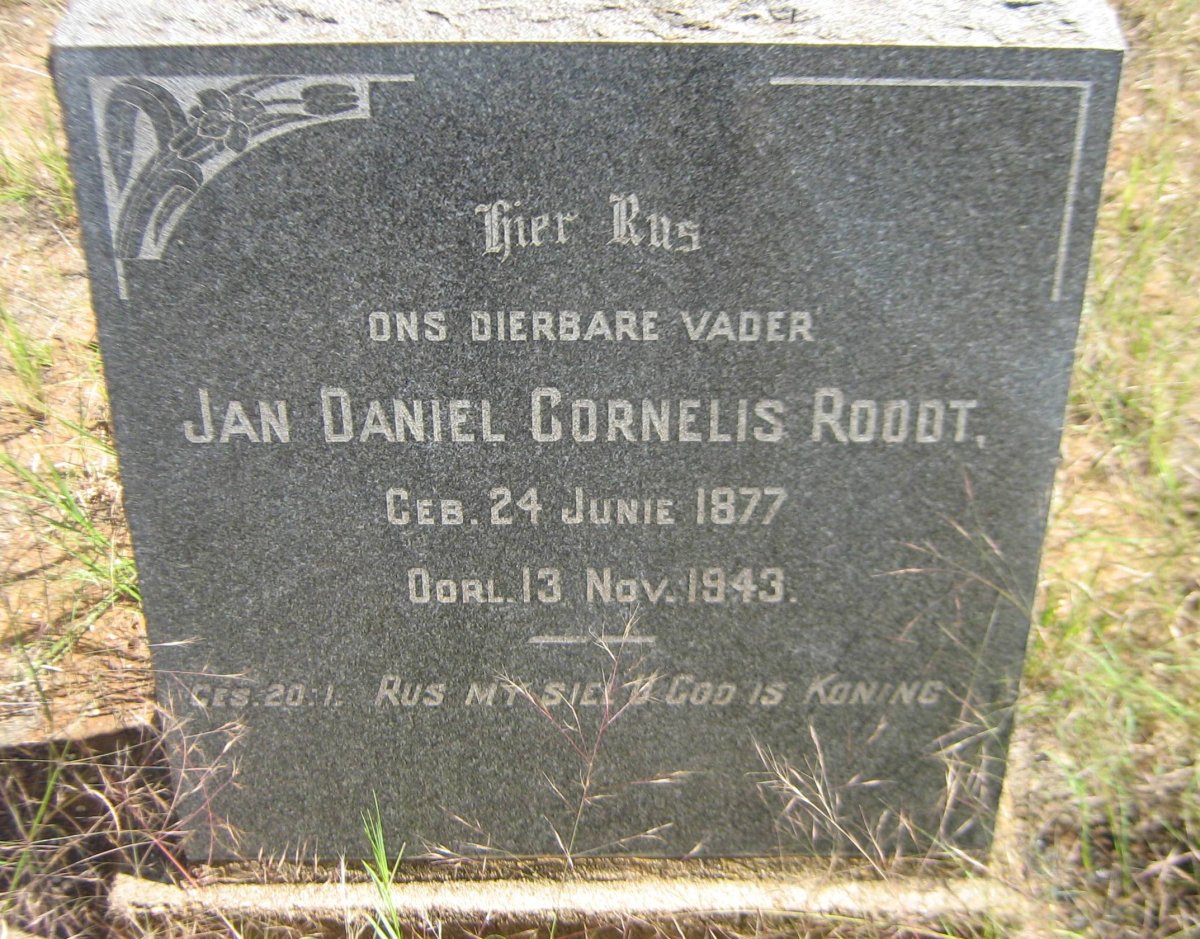 Hier Rus
ONS DIERBARE VADER
JAN DANIEL CORNELIS ROODT.
GEB. 24 JUNIE 1877
OORL. 13 NOV. 1943.
GES. 20:1. RUS MY SIEL U GOD IS KONING